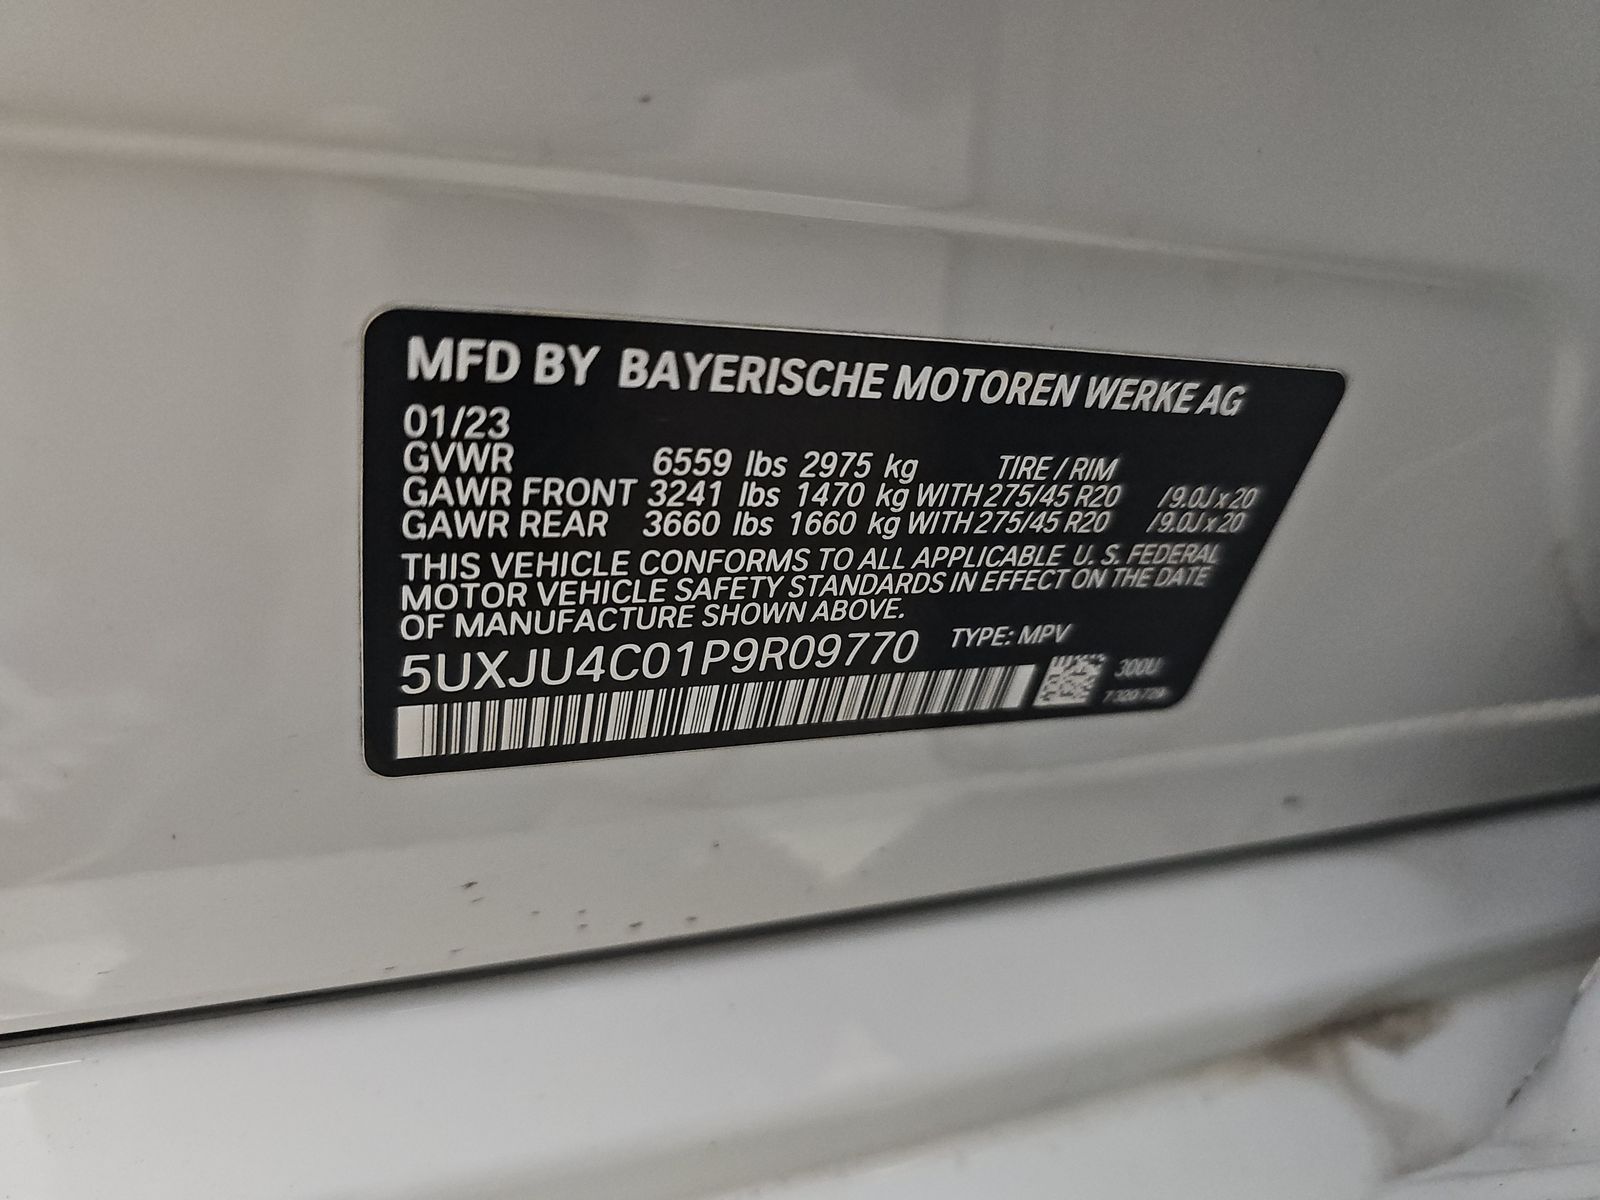 MFD BY BAYERISCHE MOTOREN WERKE AG
01/23
GVWR 6559 lbs 2975 kg TIRE / RIM
GAWR FRONT 3241 lbs 1470 kg WITH 275/45 R20 /9.0J x 20
GAWR REAR 3660 lbs 1660 kg WITH 275/45 R20 /9.0J x 20
THIS VEHICLE CONFORMS TO ALL APPLICABLE U. S. FEDERAL
MOTOR VEHICLE SAFETY STANDARDS IN EFFECT ON THE DATE
OF MANUFACTURE SHOWN ABOVE.
5UXJU4C01P9R09770 TYPE: MPV
300U